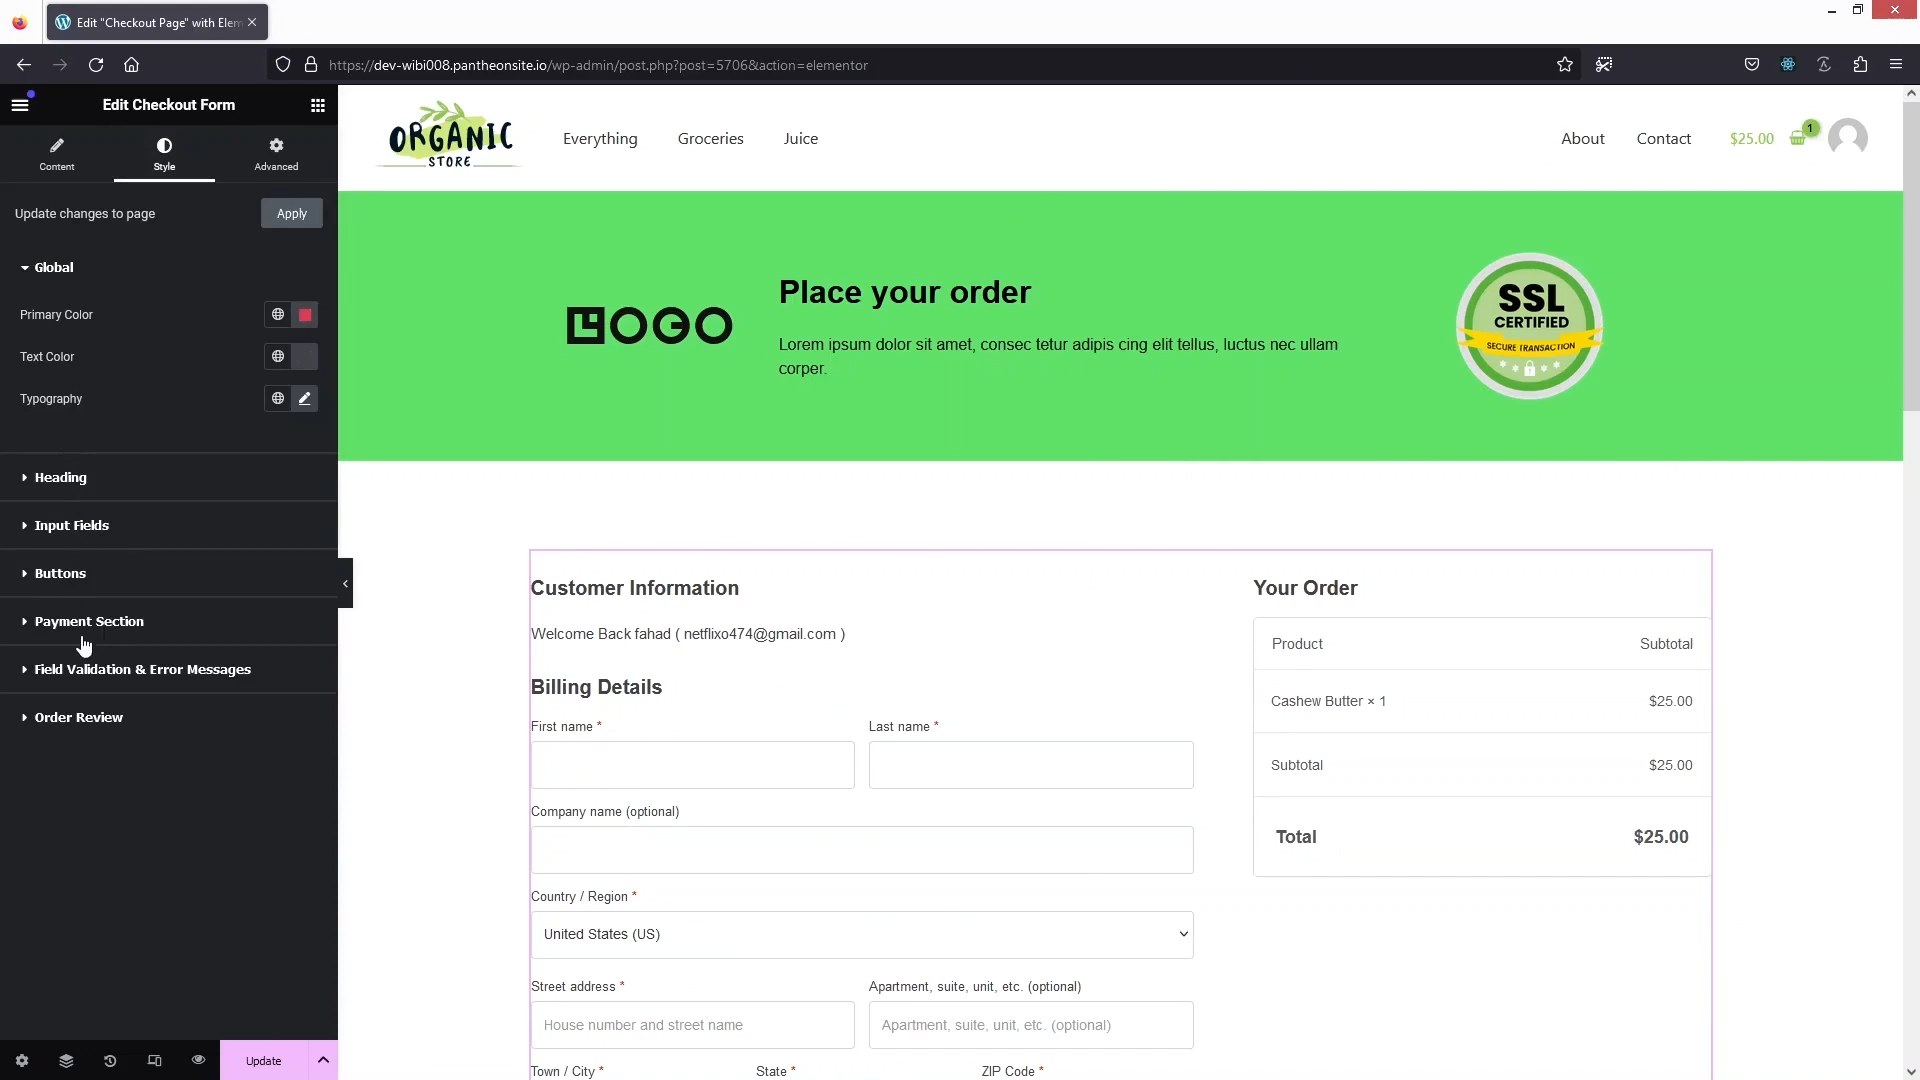 Edit "Checkout Page" with Elem
https://dev-wibi008.pantheonsite.io/wp-admin/post.php?post=5706&action=elementor
Edit Checkout Form
Content
Style
Advanced
Update changes to page
Apply
Global
Primary Color
Text Color
Typography
Heading
Input Fields
Buttons
Payment Section
Field Validation & Error Messages
Order Review
Update
ORGANIC
STORE
Everything
Groceries
Juice
About
Contact
$25.00
1
LOGO
Place your order
Lorem ipsum dolor sit amet, consec tetur adipis cing elit tellus, luctus nec ullam
corper.
SSL
CERTIFIED
SECURE TRANSACTION
Customer Information
Welcome Back fahad ( netflixo474@gmail.com )
Billing Details
First name *
Last name *
Company name (optional)
Country / Region *
United States (US)
Street address *
Apartment, suite, unit, etc. (optional)
House number and street name
Apartment, suite, unit, etc. (optional)
Town / City *
State *
ZIP Code *
Your Order
Product Subtotal
Cashew Butter × 1 $25.00
Subtotal $25.00
Total $25.00